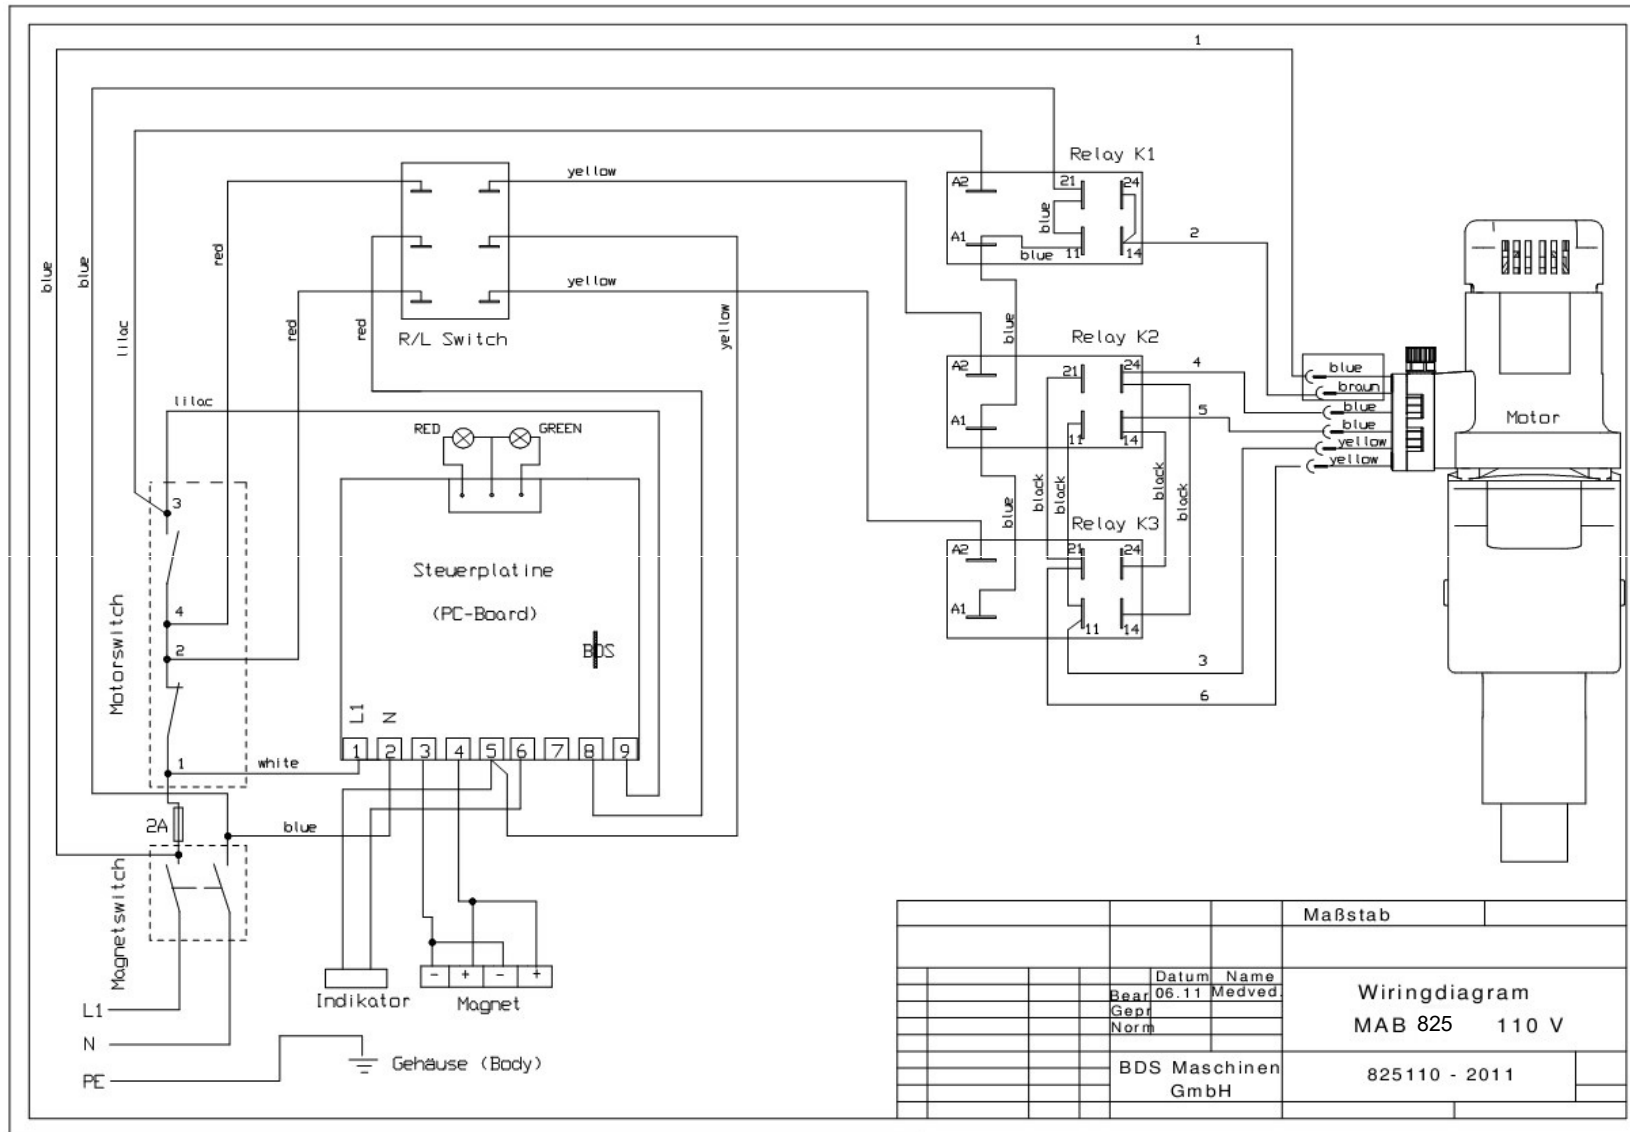 1
Relay K1
A2
21
24
yellow
blue
2
A1
blue
11
14
red
blue
blue
lilac
yellow
red
red
yellow
R/L Switch
blue
Relay K2
A2
21
24
4
5
A1
11
14
blue
braun
blue
blue
yellow
yellow
Motor
lilac
RED
GREEN
black
black
black
black
blue
Relay K3
A2
21
24
A1
11
14
3
6
3
4
2
1
Motorswitch
Steuerplatine
(PC-Board)
BDS
L1
N
1 2 3 4 5 6 7 8 9
white
2A
blue
Magnetswitch
- + - +
Indikator
Magnet
L1
N
PE
Gehäuse (Body)
Maßstab
Datum Name
Bear 06.11 Medved.
Gepr
Norm
Wiringdiagram
MAB 825 110 V
BDS Maschinen
GmbH
825110 - 2011